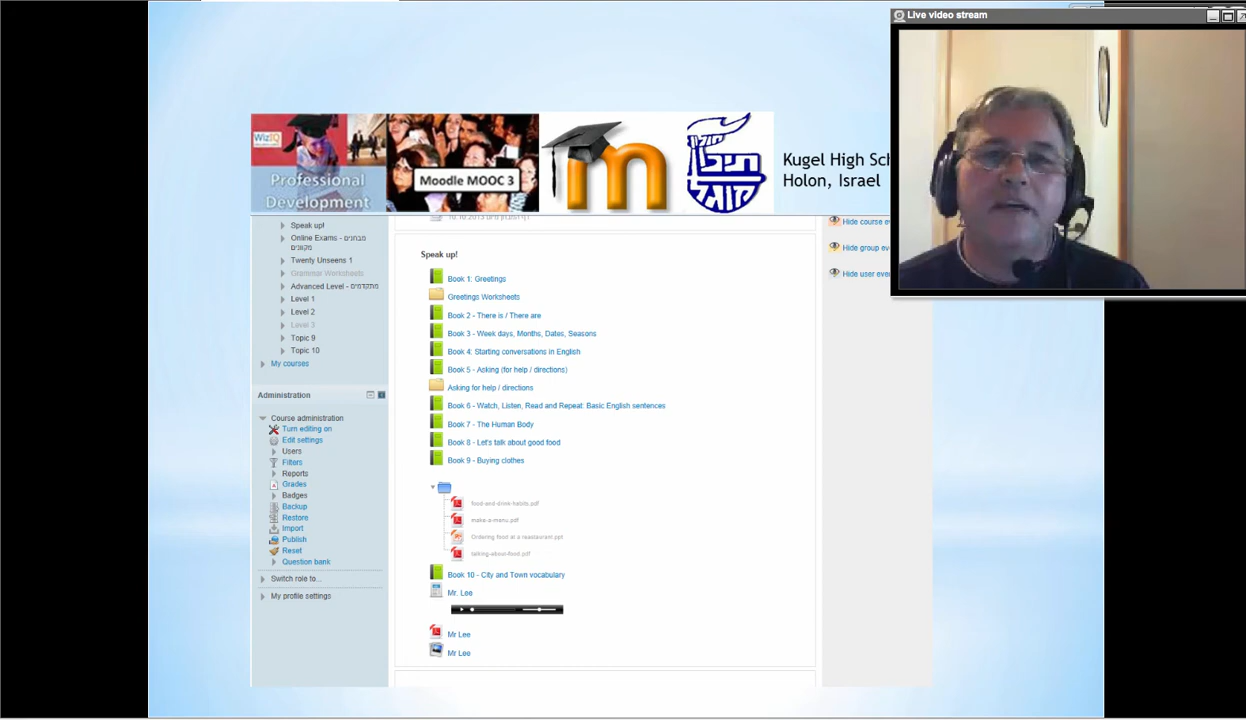 Live video stream
WizIQ
Professional
Development
Moodle MOOC 3
m
Kugel High Sch
Holon, Israel
Speak up!
Online Exams - מבחנים
מקוונים
Twenty Unseens 1
Grammar Worksheets
Advanced Level - מתקדמים
Level 1
Level 2
Level 3
Topic 9
Topic 10
My courses
Administration
Course administration
Turn editing on
Edit settings
Users
Filters
Reports
Grades
Badges
Backup
Restore
Import
Publish
Reset
Question bank
Switch role to...
My profile settings
Speak up!
Book 1: Greetings
Greetings Worksheets
Book 2 - There is / There are
Book 3 - Week days, Months, Dates, Seasons
Book 4: Starting conversations in English
Book 5 - Asking (for help / directions)
Asking for help / directions
Book 6 - Watch, Listen, Read and Repeat: Basic English sentences
Book 7 - The Human Body
Book 8 - Let's talk about good food
Book 9 - Buying clothes
food-and-drink-habits.pdf
make-a-menu.pdf
Ordering food at a reastaurant.ppt
talking-about-food.pdf
Book 10 - City and Town vocabulary
Mr. Lee
Mr Lee
Mr Lee
Hide course ev
Hide group eve
Hide user even